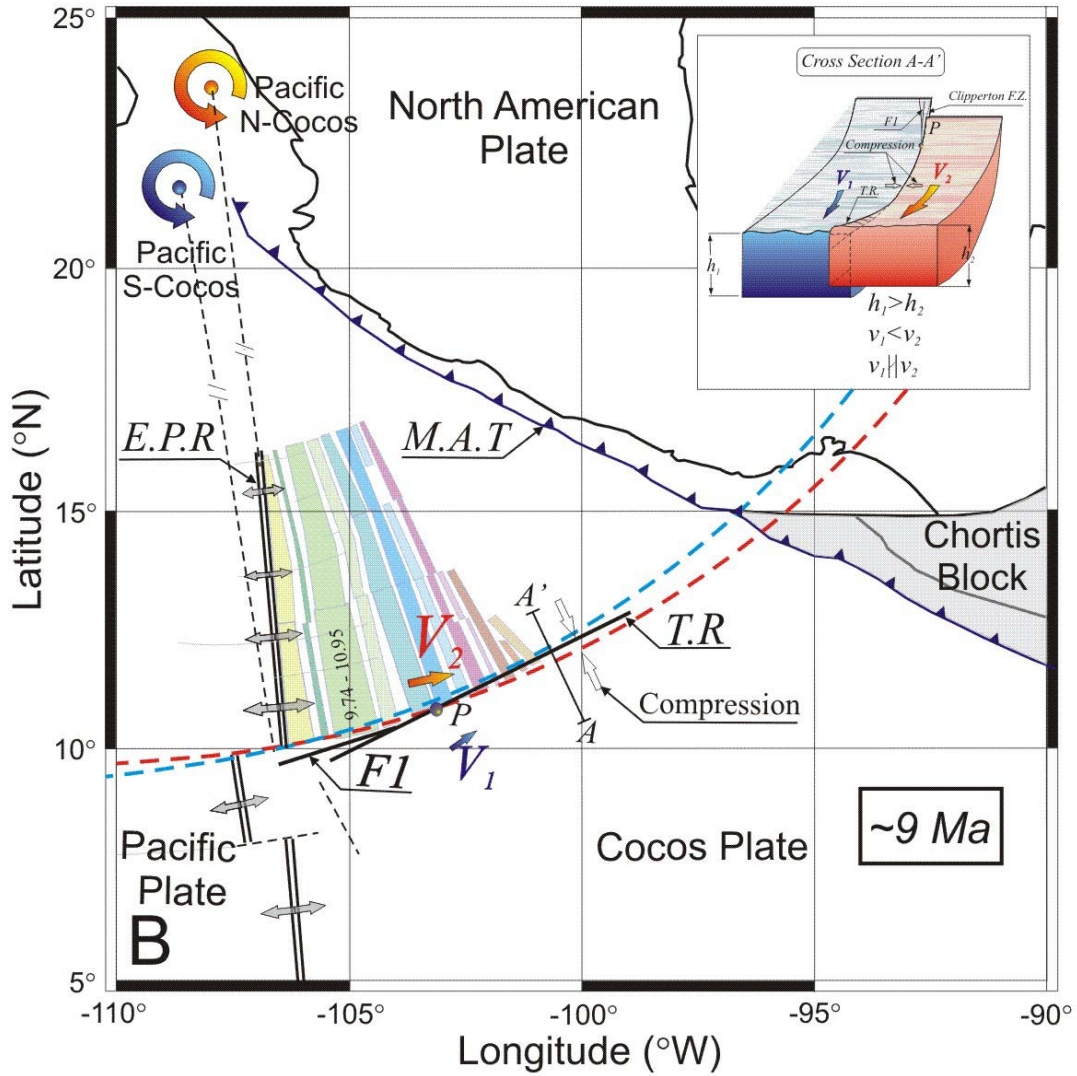 25°
20°
15°
10°
5°
Latitude (°N)
-110°
-105°
-100°
-95°
-90°
Longitude (°W)
Pacific
N-Cocos
Pacific
S-Cocos
North American
Plate
Cross Section A-A'
Clipperton F.Z.
F1
P
Compression
V1
V2
T.R.
h1
h2
h1>h2
v1<v2
v1∦v2
E.P.R
M.A.T
Chortis
Block
A'
T.R
V2
9.74 - 10.95
P
Compression
A
V1
F1
~9 Ma
Pacific
Plate
Cocos Plate
B